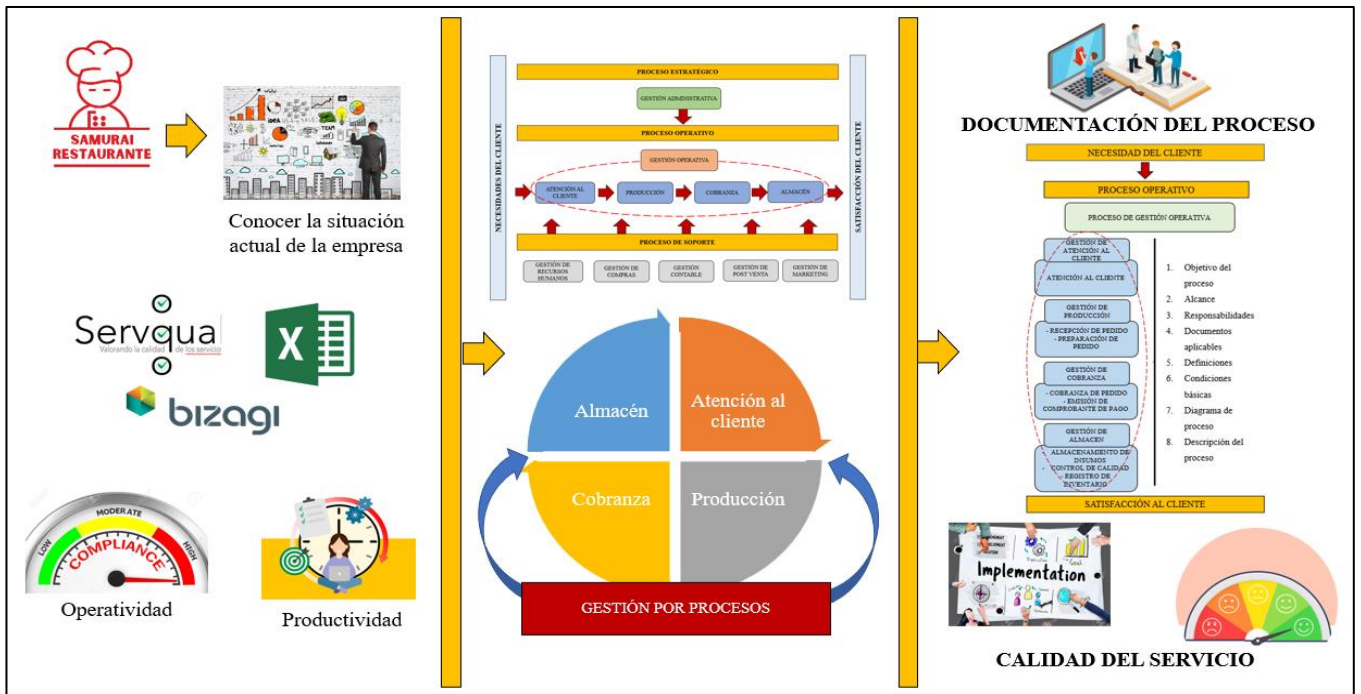 SAMURAI
RESTAURANTE
IDEA
TEAM
Conocer la situación
actual de la empresa
Servqual
Valorando la calidad de los servicio
bizagi
LOW
MODERATE
HIGH
COMPLIANCE
Operatividad
Productividad
NECESIDADES DEL CLIENTE
PROCESO ESTRATÉGICO
GESTIÓN ADMINISTRATIVA
PROCESO OPERATIVO
GESTIÓN OPERATIVA
ATENCIÓN AL
CLIENTE
PRODUCCIÓN
COBRANZA
ALMACÉN
PROCESO DE SOPORTE
GESTIÓN DE
RECURSOS
HUMANOS
GESTIÓN DE
COMPRAS
GESTIÓN
CONTABLE
GESTIÓN DE
POST VENTA
GESTIÓN DE
MARKETING
SATISFACCIÓN DEL CLIENTE
Almacén
Atención al
cliente
Cobranza
Producción
GESTIÓN POR PROCESOS
DOCUMENTACIÓN DEL PROCESO
NECESIDAD DEL CLIENTE
PROCESO OPERATIVO
PROCESO DE GESTIÓN OPERATIVA
GESTIÓN DE
ATENCIÓN AL
CLIENTE
ATENCIÓN AL CLIENTE
GESTIÓN DE
PRODUCCIÓN
- RECEPCIÓN DE PEDIDO
- PREPARACIÓN DE
PEDIDO
GESTIÓN DE
COBRANZA
- COBRANZA DE PEDIDO
- EMISIÓN DE
COMPROBANTE DE PAGO
GESTIÓN DE
ALMACEN
- ALMACENAMIENTO DE
INSUMOS
- CONTROL DE CALIDAD
- REGISTRO DE
INVENTARIO
1. Objetivo del
proceso
2. Alcance
3. Responsabilidades
4. Documentos
aplicables
5. Definiciones
6. Condiciones
básicas
7. Diagrama de
proceso
8. Descripción del
proceso
SATISFACCIÓN AL CLIENTE
Implementation
CALIDAD DEL SERVICIO